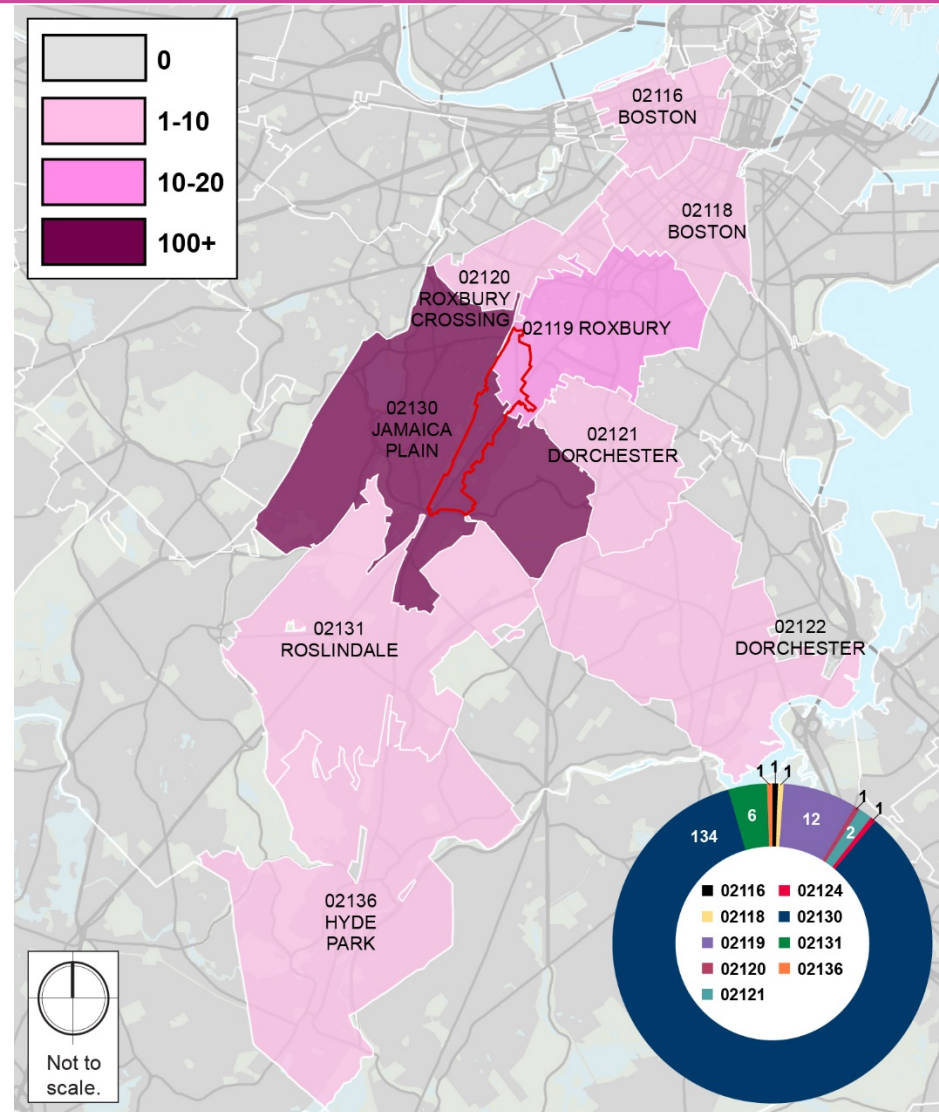 0
1-10
10-20
100+
02116
BOSTON
02118
BOSTON
02120
ROXBURY
CROSSING
02119 ROXBURY
02130
JAMAICA
PLAIN
02121
DORCHESTER
02131
ROSLINDALE
02122
DORCHESTER
02136
HYDE
PARK
1 1 1
6
12
1
2
1
134
02116 02124
02118 02130
02119 02131
02120 02136
02121
Not to
scale.